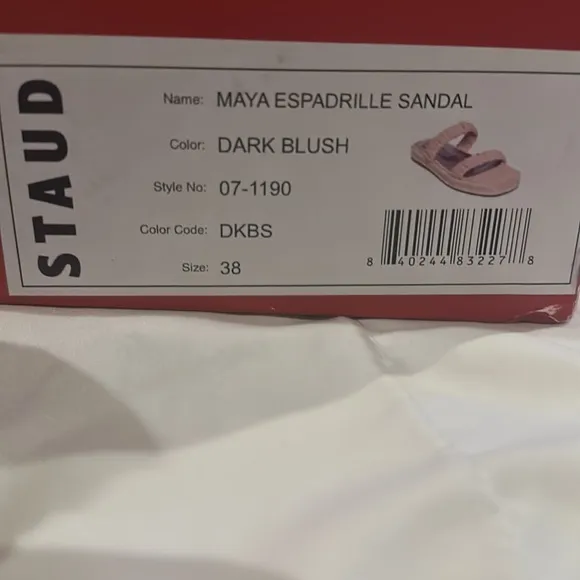 STAUD
Name: MAYA ESPADRILLE SANDAL
Color: DARK BLUSH
Style No: 07-1190
Color Code: DKBS
Size: 38
8 40244 83227 8